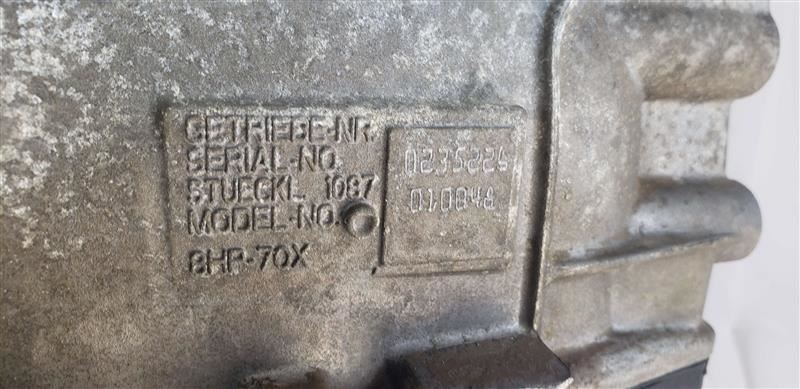 GETRIEBE-NR.
SERIAL-NO.
STUECKL. 1087
MODEL-NO.
8HP-70X
0235226
010048